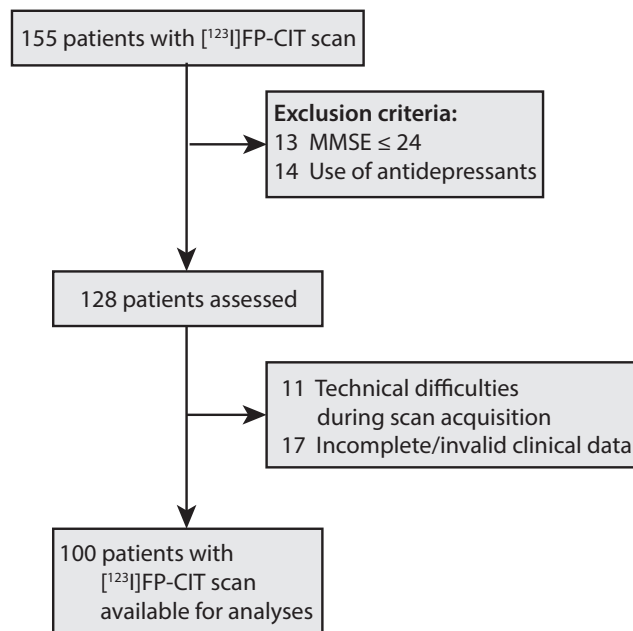 155 patients with [¹²³I]FP-CIT scan
Exclusion criteria:
13 MMSE ≤ 24
14 Use of antidepressants
128 patients assessed
11 Technical difficulties
during scan acquisition
17 Incomplete/invalid clinical data
100 patients with
[¹²³I]FP-CIT scan
available for analyses